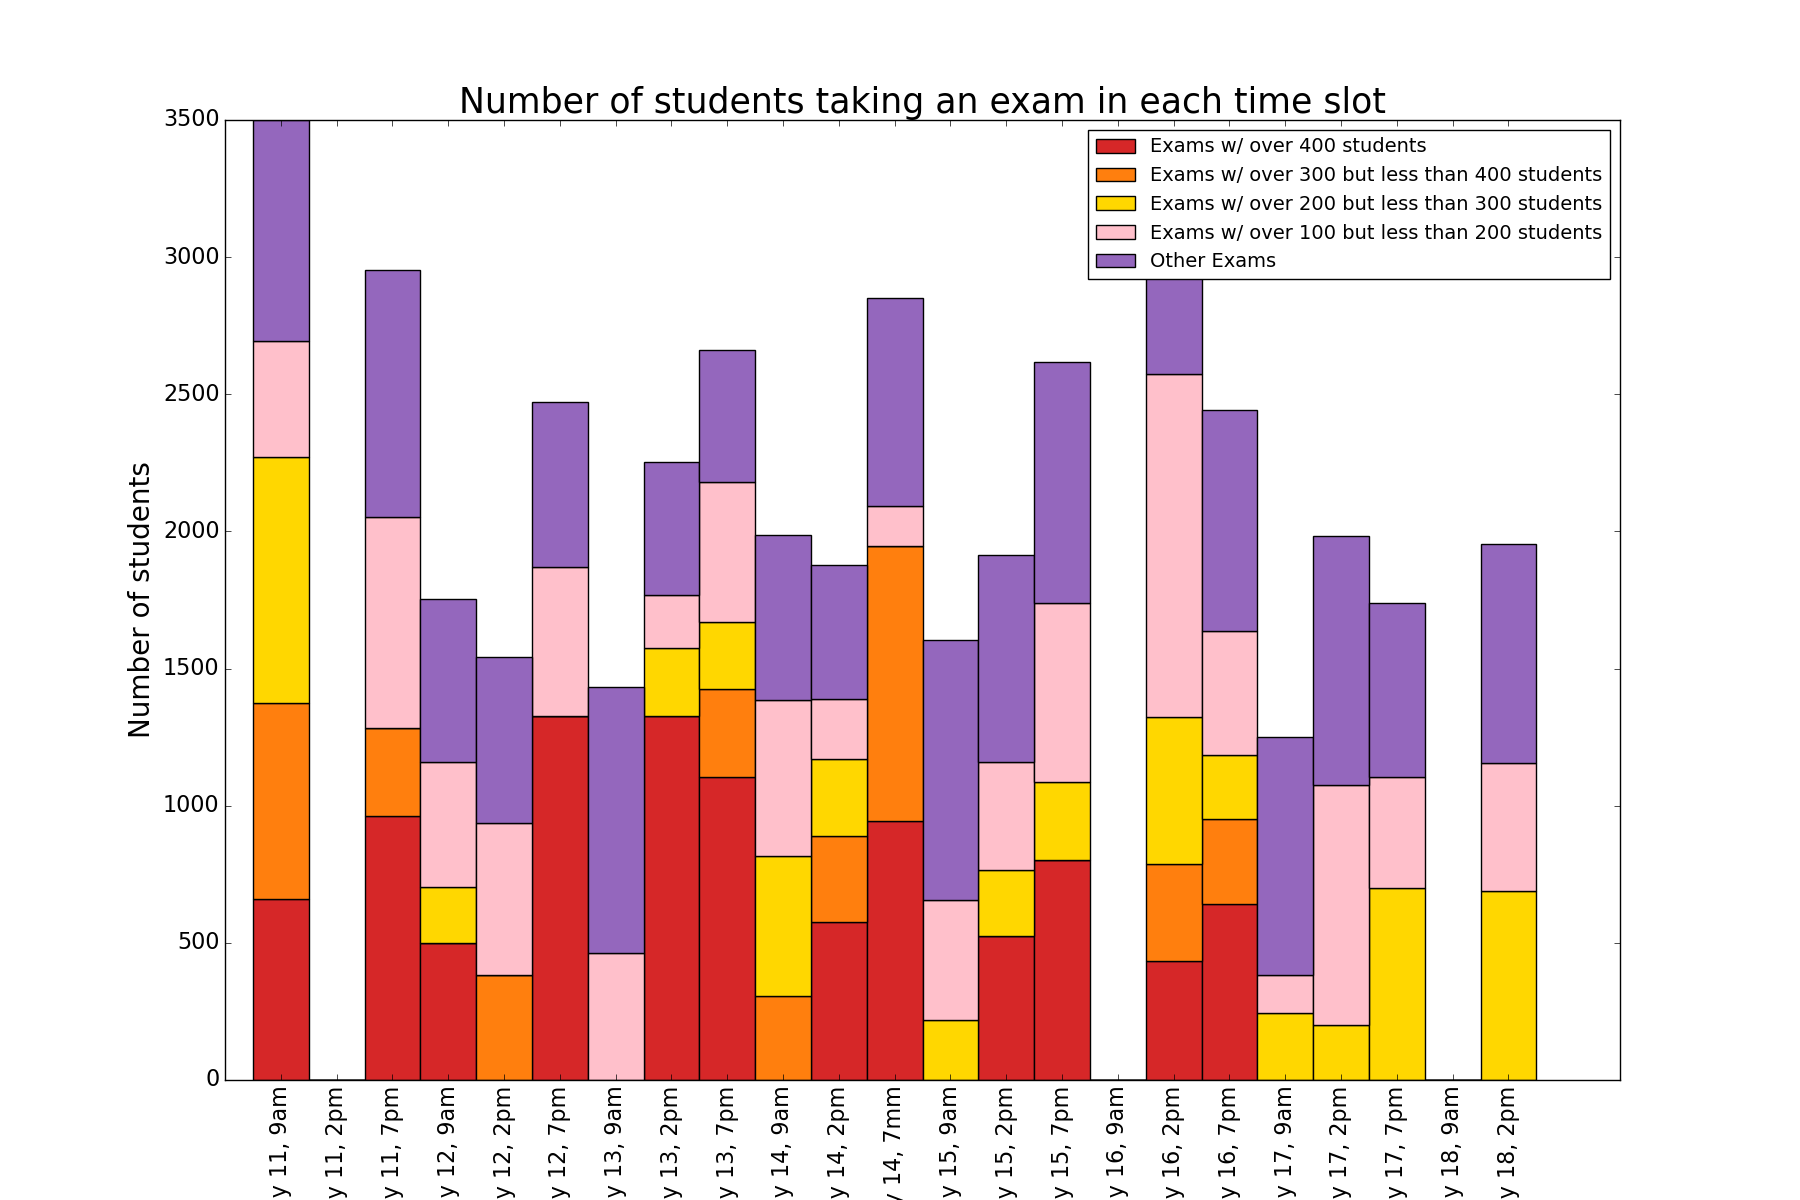 Number of students taking an exam in each time slot
Number of students
3500
3000
2500
2000
1500
1000
500
0
Exams w/ over 400 students
Exams w/ over 300 but less than 400 students
Exams w/ over 200 but less than 300 students
Exams w/ over 100 but less than 200 students
Other Exams
y 11, 9am
y 11, 2pm
y 11, 7pm
y 12, 9am
y 12, 2pm
y 12, 7pm
y 13, 9am
y 13, 2pm
y 13, 7pm
y 14, 9am
y 14, 2pm
y 14, 7mm
y 15, 9am
y 15, 2pm
y 15, 7pm
y 16, 9am
y 16, 2pm
y 16, 7pm
y 17, 9am
y 17, 2pm
y 17, 7pm
y 18, 9am
y 18, 2pm